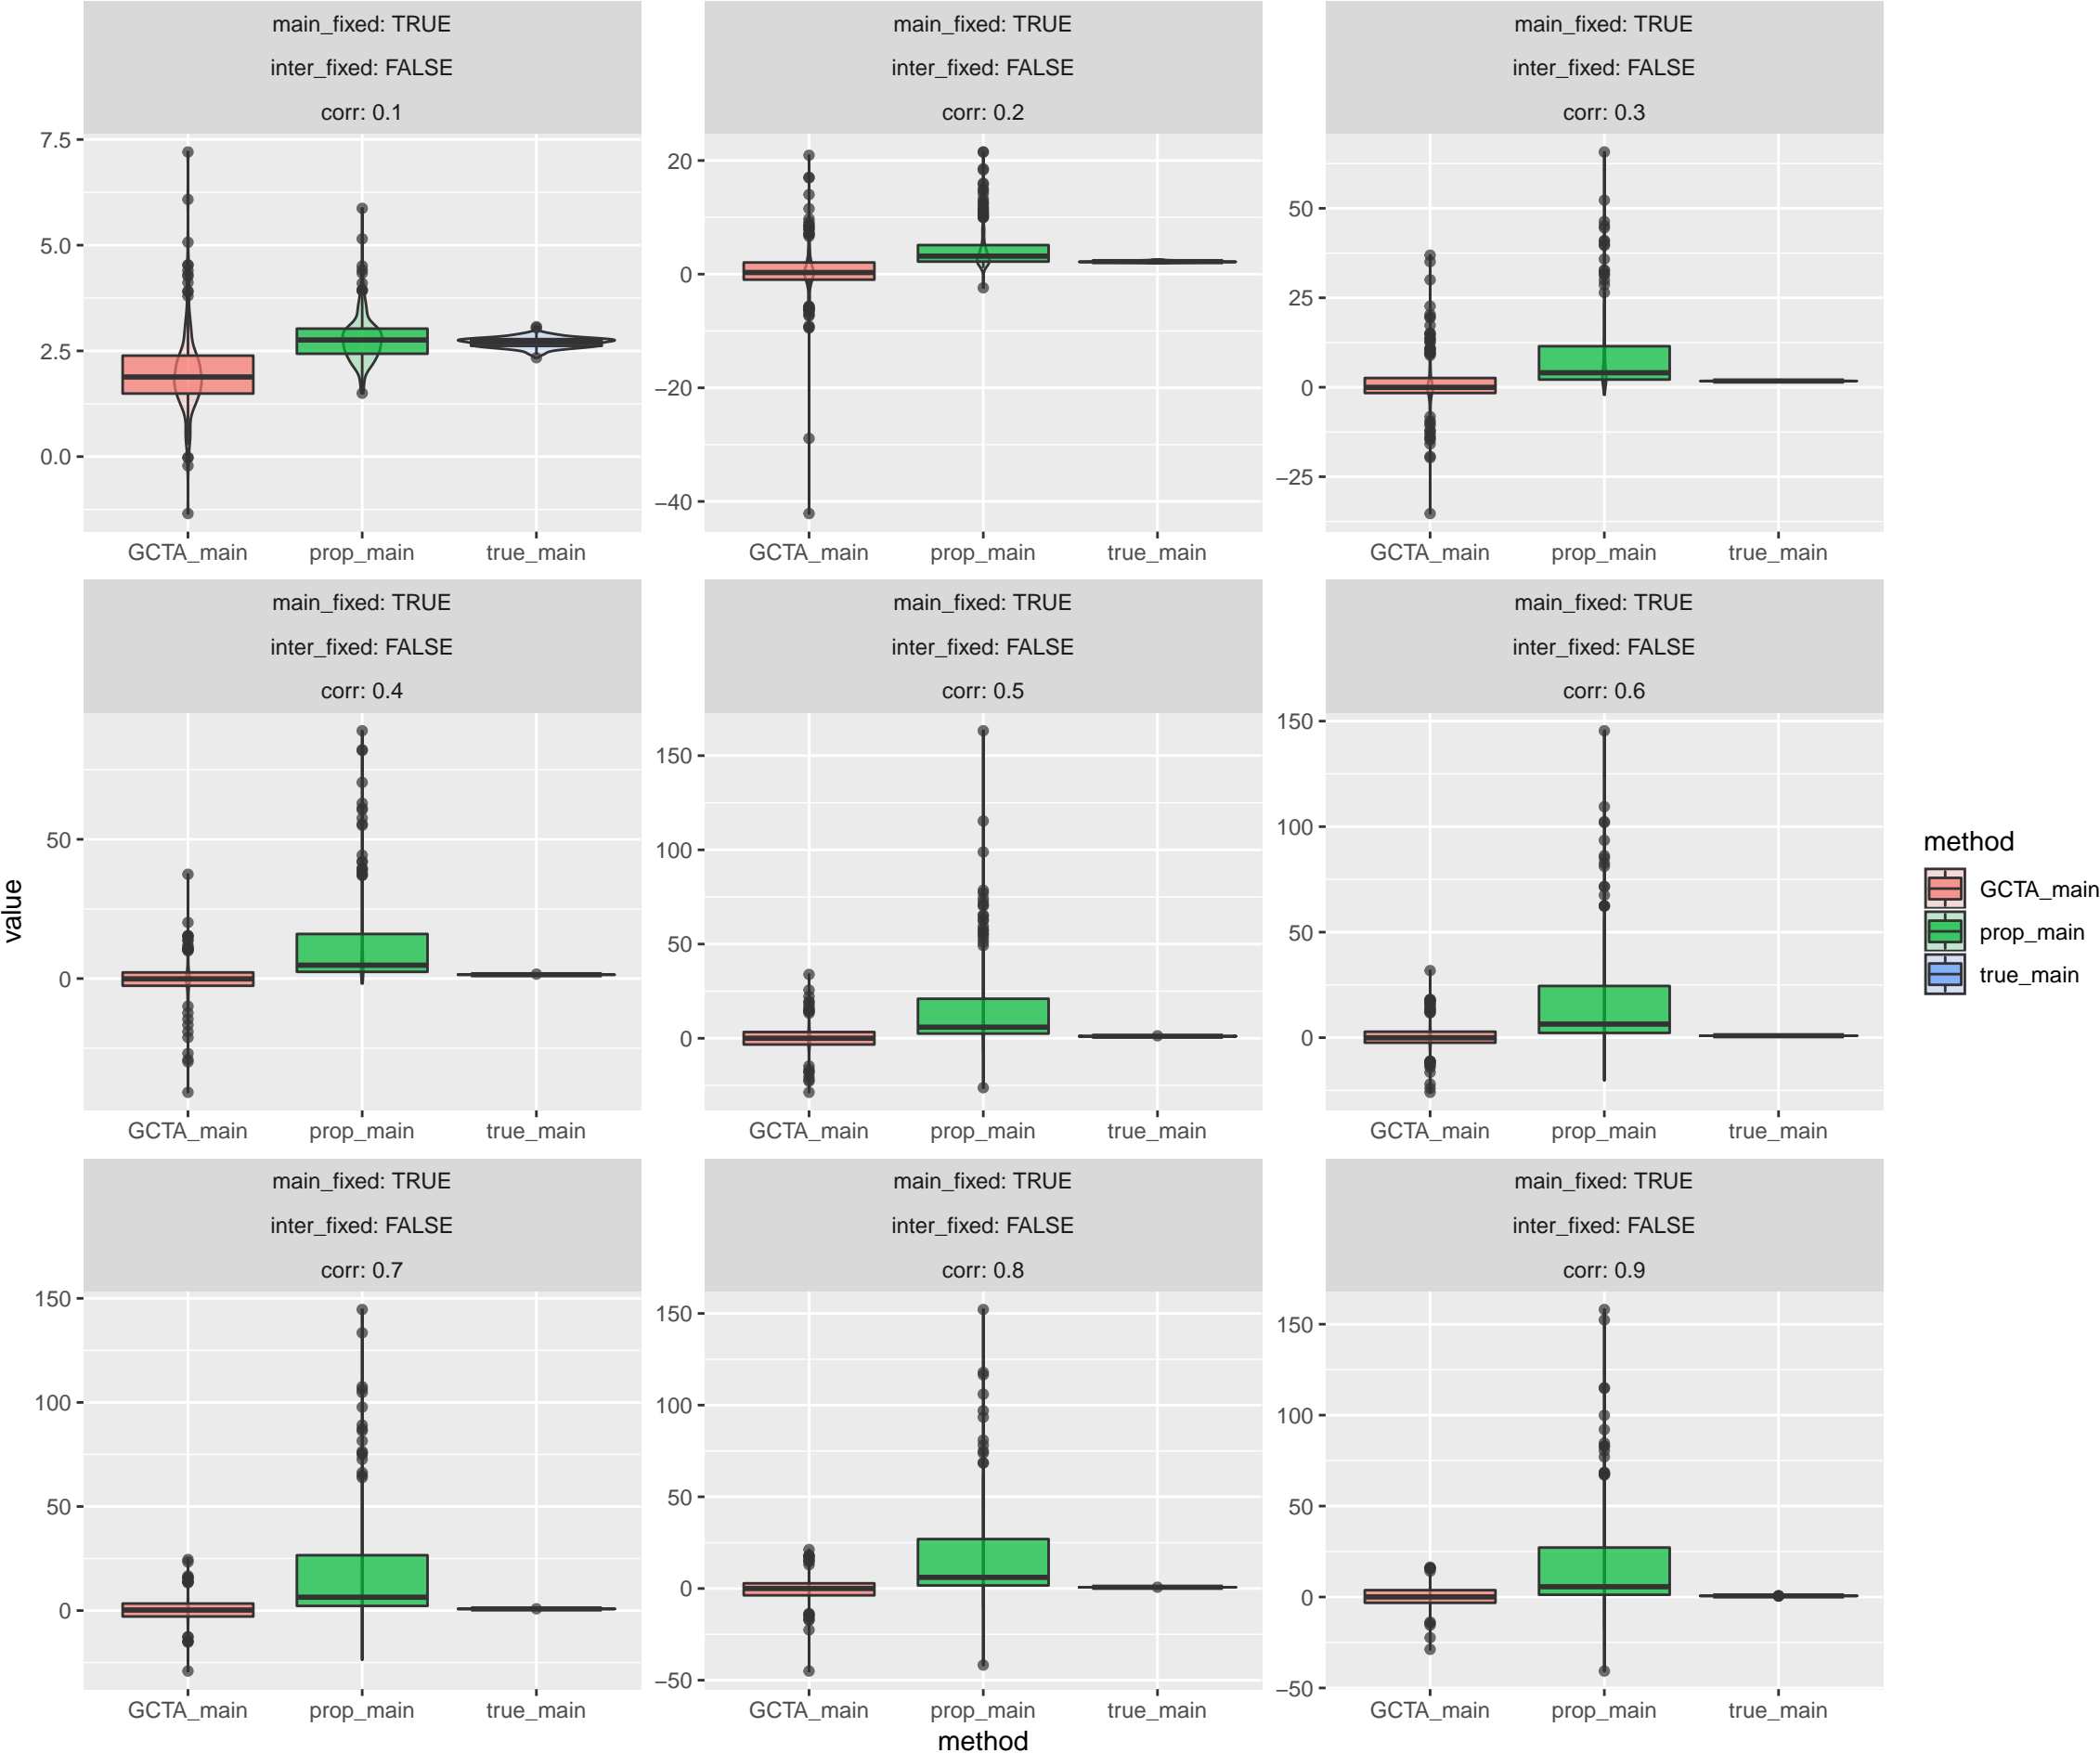 main_fixed: TRUE
inter_fixed: FALSE
corr: 0.1
main_fixed: TRUE
inter_fixed: FALSE
corr: 0.2
main_fixed: TRUE
inter_fixed: FALSE
corr: 0.3
7.5
5.0
2.5
0.0
GCTA_main prop_main true_main
20
0
−20
−40
GCTA_main prop_main true_main
50
25
0
−25
GCTA_main prop_main true_main
main_fixed: TRUE
inter_fixed: FALSE
corr: 0.4
main_fixed: TRUE
inter_fixed: FALSE
corr: 0.5
main_fixed: TRUE
inter_fixed: FALSE
corr: 0.6
value
50
0
GCTA_main prop_main true_main
150
100
50
0
GCTA_main prop_main true_main
150
100
50
0
GCTA_main prop_main true_main
method
GCTA_main
prop_main
true_main
main_fixed: TRUE
inter_fixed: FALSE
corr: 0.7
main_fixed: TRUE
inter_fixed: FALSE
corr: 0.8
main_fixed: TRUE
inter_fixed: FALSE
corr: 0.9
150
100
50
0
GCTA_main prop_main true_main
150
100
50
0
−50
GCTA_main prop_main true_main
150
100
50
0
−50
GCTA_main prop_main true_main
method